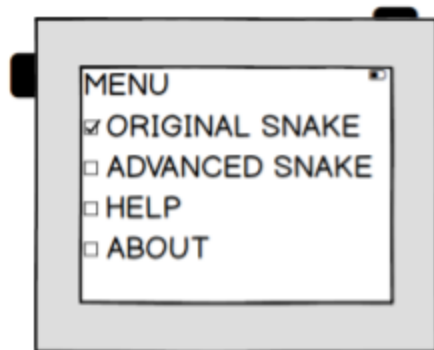 MENU
ORIGINAL SNAKE
ADVANCED SNAKE
HELP
ABOUT